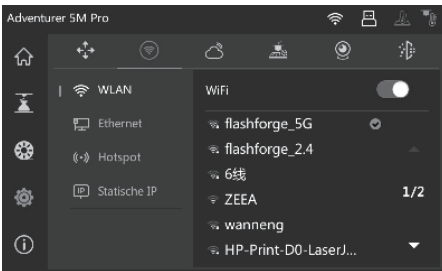 Adventurer 5M Pro
WLAN
Ethernet
Hotspot
IP Statische IP
WiFi
flashforge_5G
flashforge_2.4
6线
ZEEA
wanneng
HP-Print-D0-LaserJ...
1/2